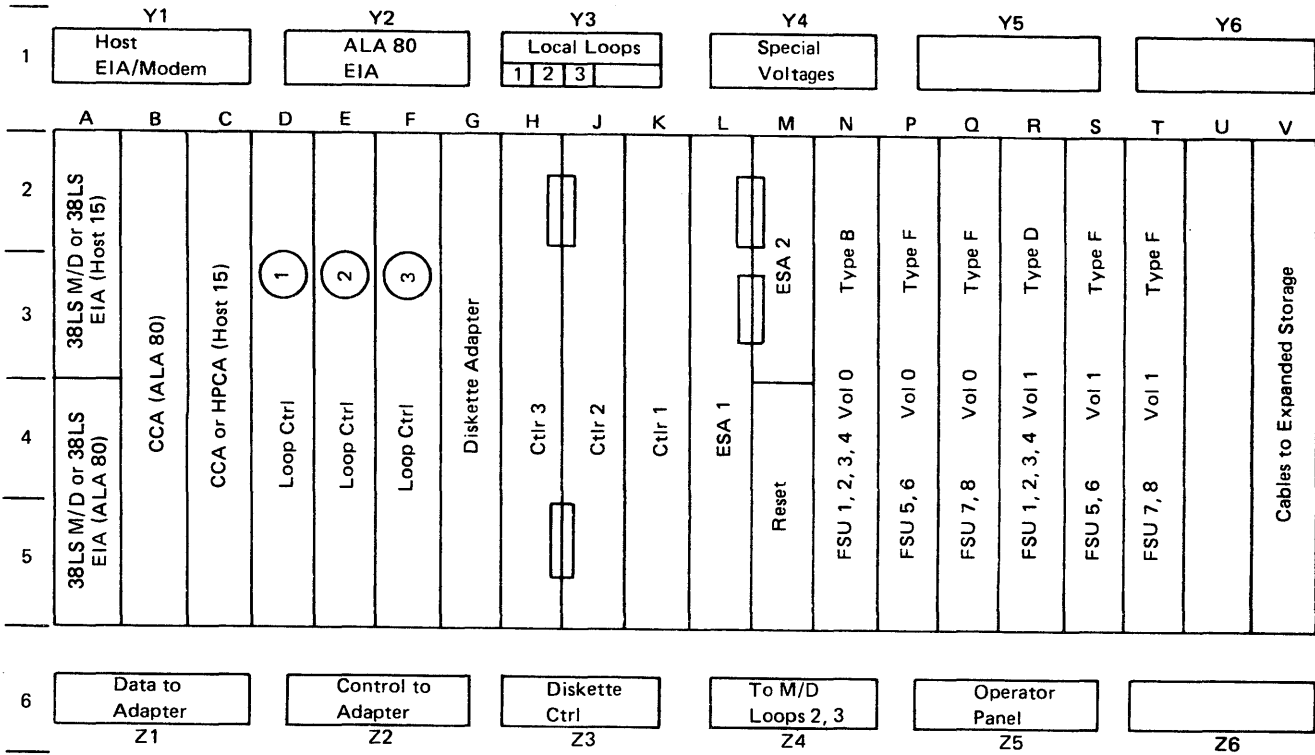 Y1 Y2 Y3 Y4 Y5 Y6
1
Host
EIA/Modem
ALA 80
EIA
Local Loops
1 2 3
Special
Voltages
A B C D E F G H J K L M N P Q R S T U V
2
3
4
5
38LS M/D or 38LS
EIA (Host 15)
38LS M/D or 38LS
EIA (ALA 80)
CCA (ALA 80)
CCA or HPCA (Host 15)
Loop Ctrl 1
Loop Ctrl 2
Loop Ctrl 3
Diskette Adapter
Ctlr 3
Ctlr 2
Ctlr 1
ESA 1
ESA 2
Reset
FSU 1, 2, 3, 4 Vol 0 Type B
FSU 5, 6 Vol 0 Type F
FSU 7, 8 Vol 0 Type F
FSU 1, 2, 3, 4 Vol 1 Type D
FSU 5, 6 Vol 1 Type F
FSU 7, 8 Vol 1 Type F
Cables to Expanded Storage
6
Data to
Adapter
Control to
Adapter
Diskette
Ctrl
To M/D
Loops 2, 3
Operator
Panel
Z1 Z2 Z3 Z4 Z5 Z6